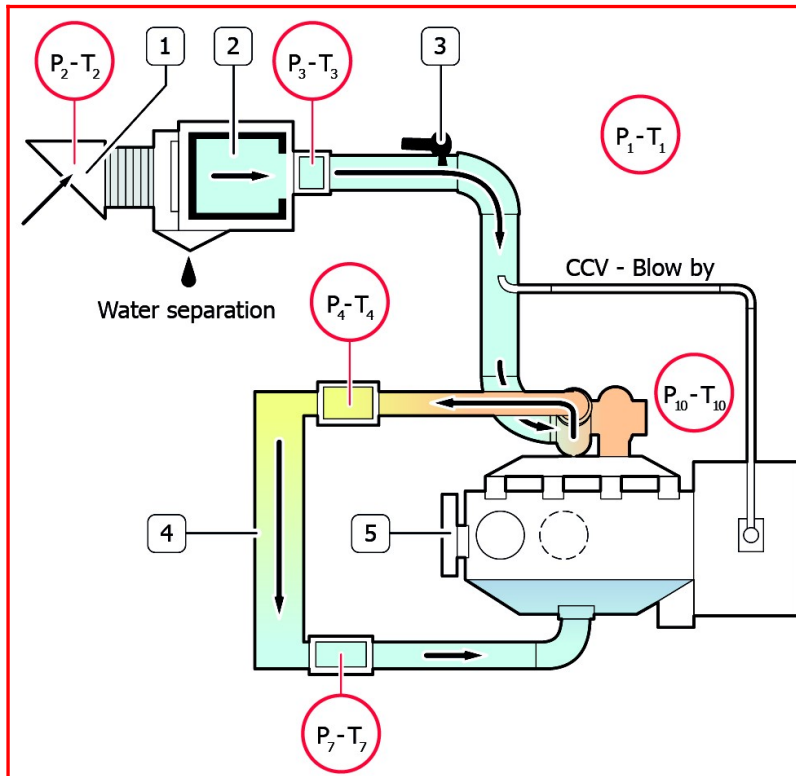 P2-T2
1
2
P3-T3
3
P1-T1
CCV - Blow by
Water separation
P4-T4
P10-T10
4
5
P7-T7